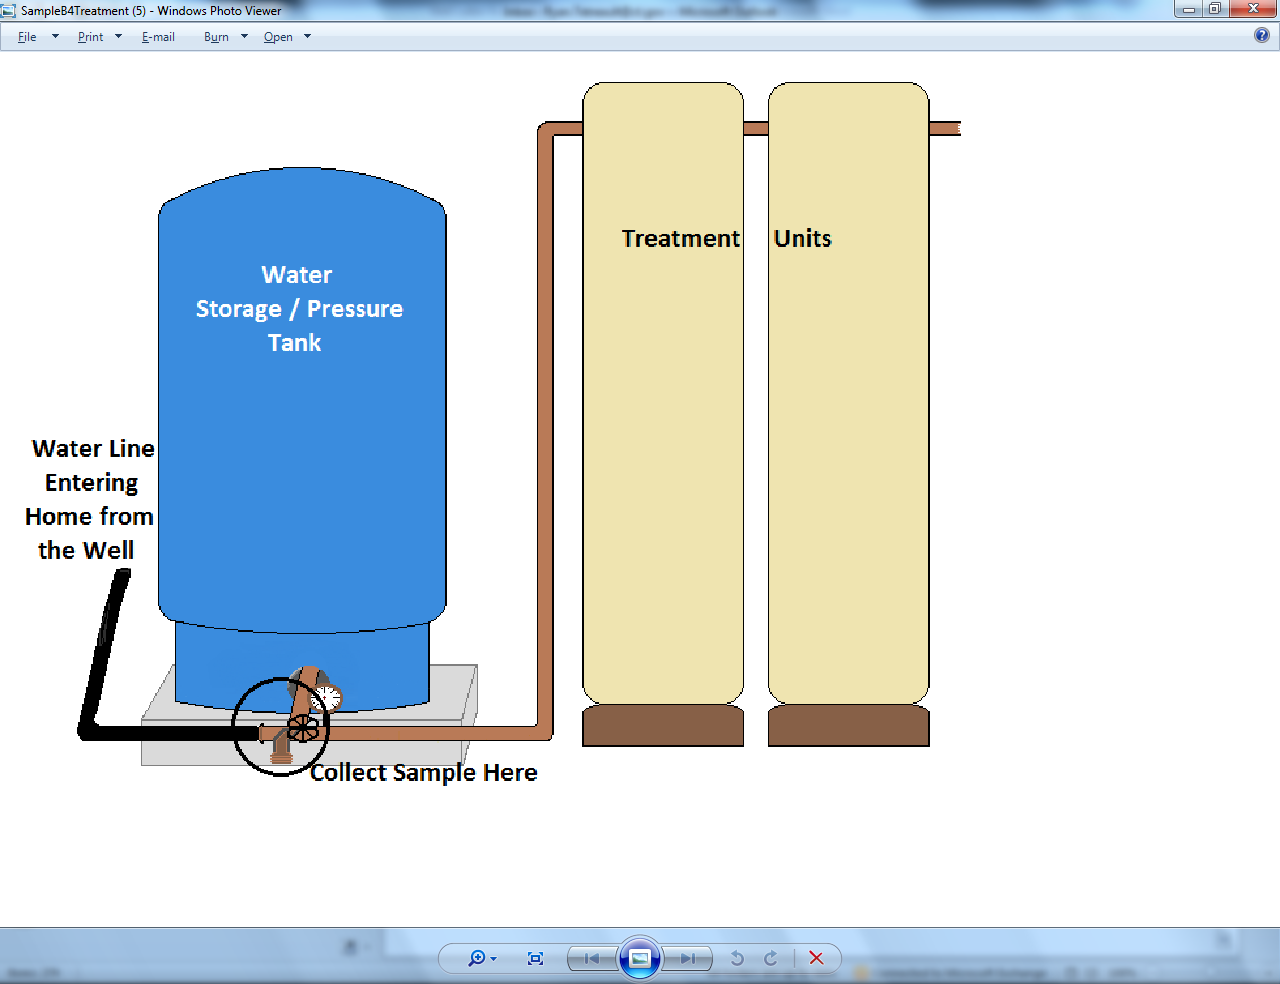 SampleB4Treatment (5) - Windows Photo Viewer
File Print E-mail Burn Open
Water
Storage / Pressure
Tank
Treatment Units
Water Line
Entering
Home from
the Well
Collect Sample Here